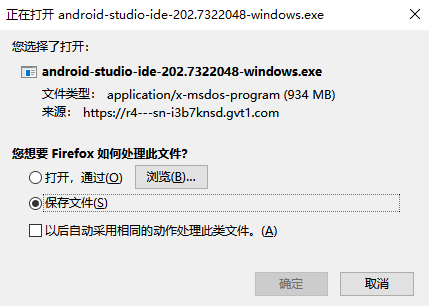 正在打开 android-studio-ide-202.7322048-windows.exe
您选择了打开:
android-studio-ide-202.7322048-windows.exe
文件类型： application/x-msdos-program (934 MB)
来源： https://r4---sn-i3b7knsd.gvt1.com
您想要 Firefox 如何处理此文件?
打开，通过(O)
浏览(B)...
保存文件(S)
以后自动采用相同的动作处理此类文件。(A)
确定
取消